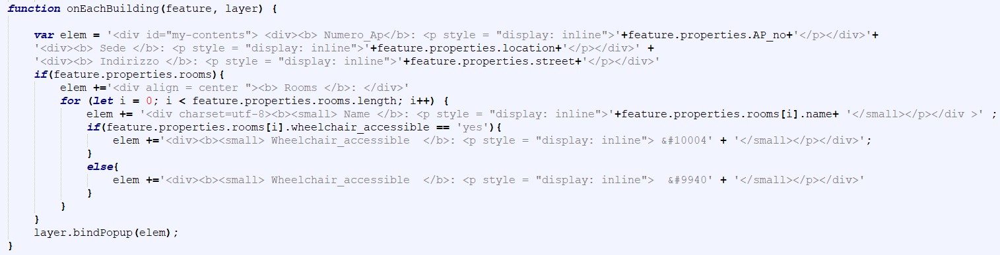 function onEachBuilding(feature, layer) {
var elem = '<div id="my-contents"> <div><b> Numero_Ap</b>: <p style = "display: inline">'+feature.properties.AP_no+'</p></div>'+
'<div><b> Sede </b>: <p style = "display: inline">'+feature.properties.location+'</p></div>' +
'<div><b> Indirizzo </b>: <p style = "display: inline">'+feature.properties.street+'</p></div>'
if(feature.properties.rooms){
elem +='<div align = center "><b> Rooms </b>: </div>'
for (let i = 0; i < feature.properties.rooms.length; i++) {
elem += '<div charset=utf-8><b><small> Name </b>: <p style = "display: inline">'+feature.properties.rooms[i].name+ '</small></p></div >' ;
if(feature.properties.rooms[i].wheelchair_accessible == 'yes'){
elem +='<div><b><small> Wheelchair_accessible  </b>: <p style = "display: inline"> &#10004' + '</small></p></div>';
}
else{
elem +='<div><b><small> Wheelchair_accessible  </b>: <p style = "display: inline">  &#9940' + '</small></p></div>'
}
}
}
layer.bindPopup(elem);
}